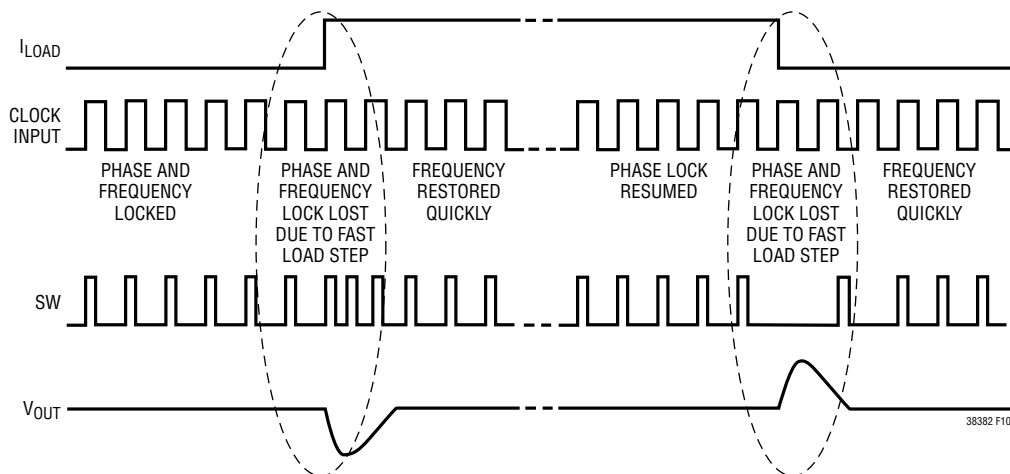 ILOAD
CLOCK
INPUT
PHASE AND
FREQUENCY
LOCKED
PHASE AND
FREQUENCY
LOCK LOST
DUE TO FAST
LOAD STEP
FREQUENCY
RESTORED
QUICKLY
PHASE LOCK
RESUMED
PHASE AND
FREQUENCY
LOCK LOST
DUE TO FAST
LOAD STEP
FREQUENCY
RESTORED
QUICKLY
SW
VOUT
38382 F10